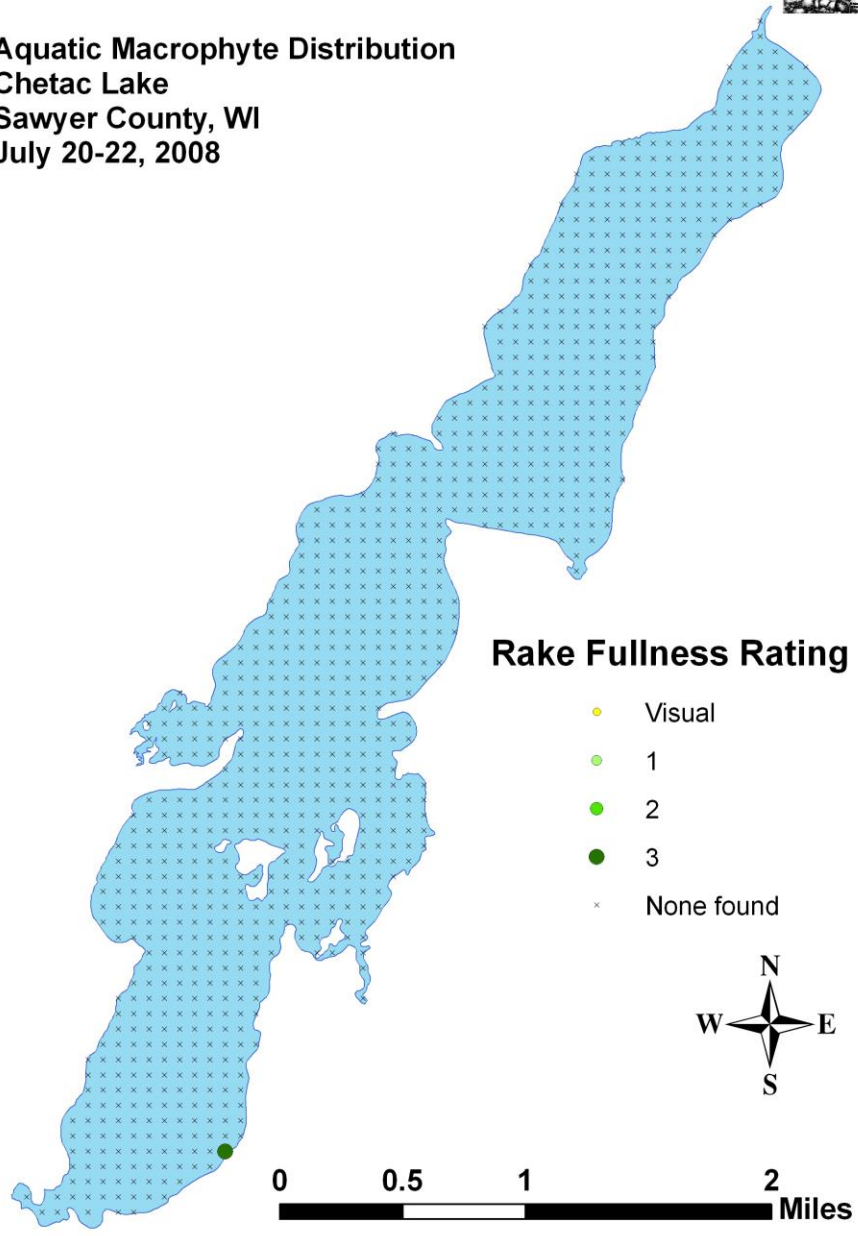 Aquatic Macrophyte Distribution
Chetac Lake
Sawyer County, WI
July 20-22, 2008
Rake Fullness Rating
Visual
1
2
3
None found
N
W E
S
0 0.5 1 2
Miles